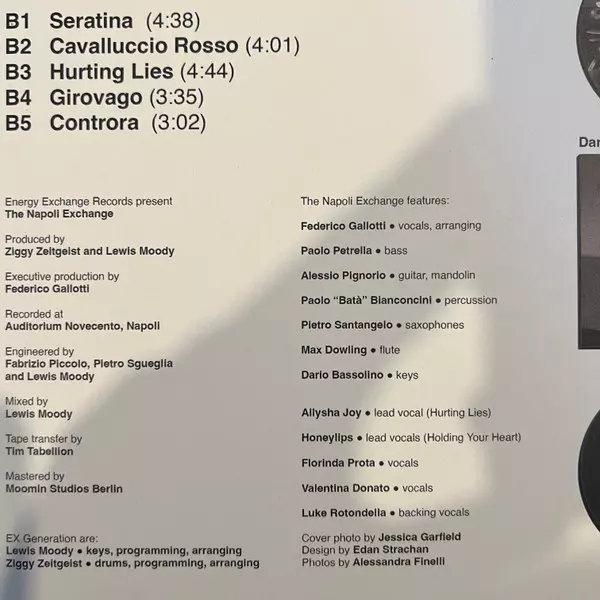 B1 Seratina (4:38)
B2 Cavalluccio Rosso (4:01)
B3 Hurting Lies (4:44)
B4 Girovago (3:35)
B5 Controra (3:02)
Energy Exchange Records present
The Napoli Exchange
Produced by
Ziggy Zeitgeist and Lewis Moody
Executive production by
Federico Gallotti
Recorded at
Auditorium Novecento, Napoli
Engineered by
Fabrizio Piccolo, Pietro Sgueglia
and Lewis Moody
Mixed by
Lewis Moody
Tape transfer by
Tim Tabellion
Mastered by
Moomin Studios Berlin
EX Generation are:
Lewis Moody • keys, programming, arranging
Ziggy Zeitgeist • drums, programming, arranging
The Napoli Exchange features:
Federico Gallotti • vocals, arranging
Paolo Petrella • bass
Alessio Pignorio • guitar, mandolin
Paolo “Batà” Bianconcini • percussion
Pietro Santangelo • saxophones
Max Dowling • flute
Dario Bassolino • keys
Allysha Joy • lead vocal (Hurting Lies)
Honeylips • lead vocals (Holding Your Heart)
Florinda Prota • vocals
Valentina Donato • vocals
Luke Rotondella • backing vocals
Cover photo by Jessica Garfield
Design by Edan Strachan
Photos by Alessandra Finelli